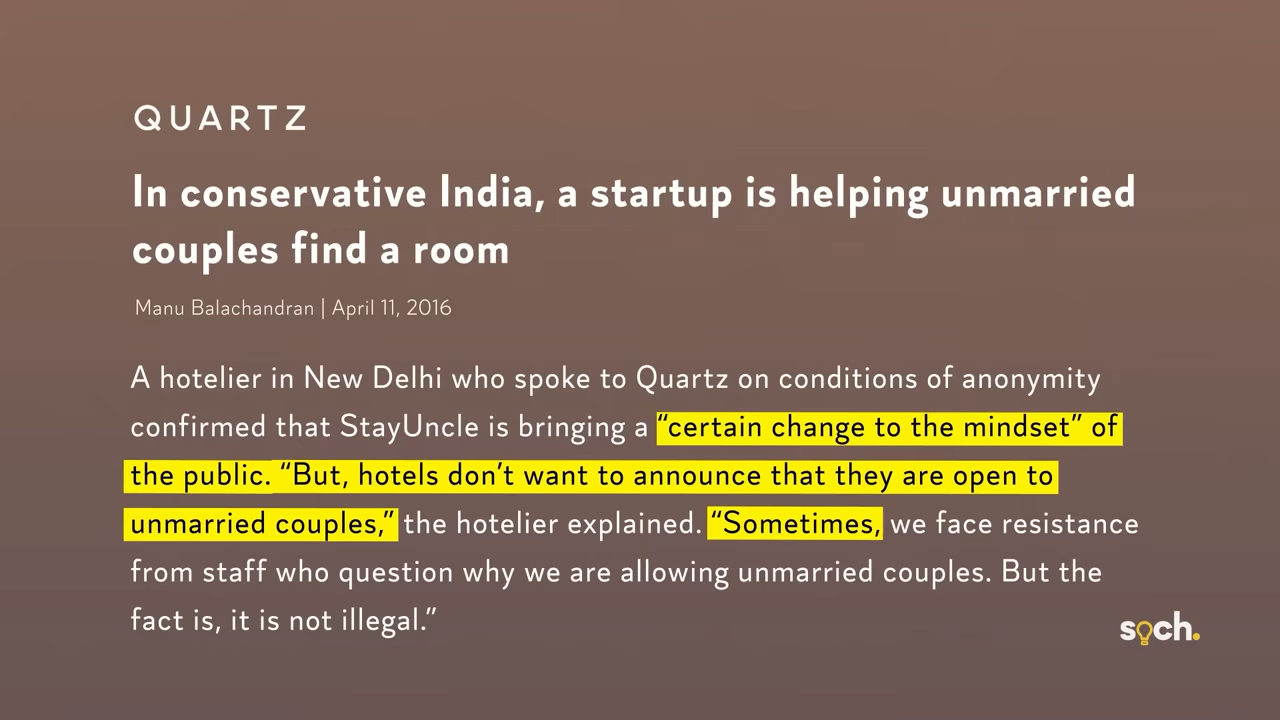 QUARTZ
In conservative India, a startup is helping unmarried
couples find a room
Manu Balachandran | April 11, 2016
A hotelier in New Delhi who spoke to Quartz on conditions of anonymity
confirmed that StayUncle is bringing a “certain change to the mindset” of
the public. “But, hotels don’t want to announce that they are open to
unmarried couples,” the hotelier explained. “Sometimes, we face resistance
from staff who question why we are allowing unmarried couples. But the
fact is, it is not illegal.”
soch.